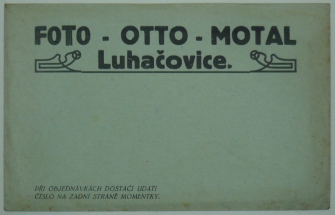 FOTO - OTTO - MOTAL
Luhačovice.
PŘI OBJEDNÁVKÁCH DOSTAČÍ UDATI
ČÍSLO NA ZADNÍ STRANĚ MOMENTKY.